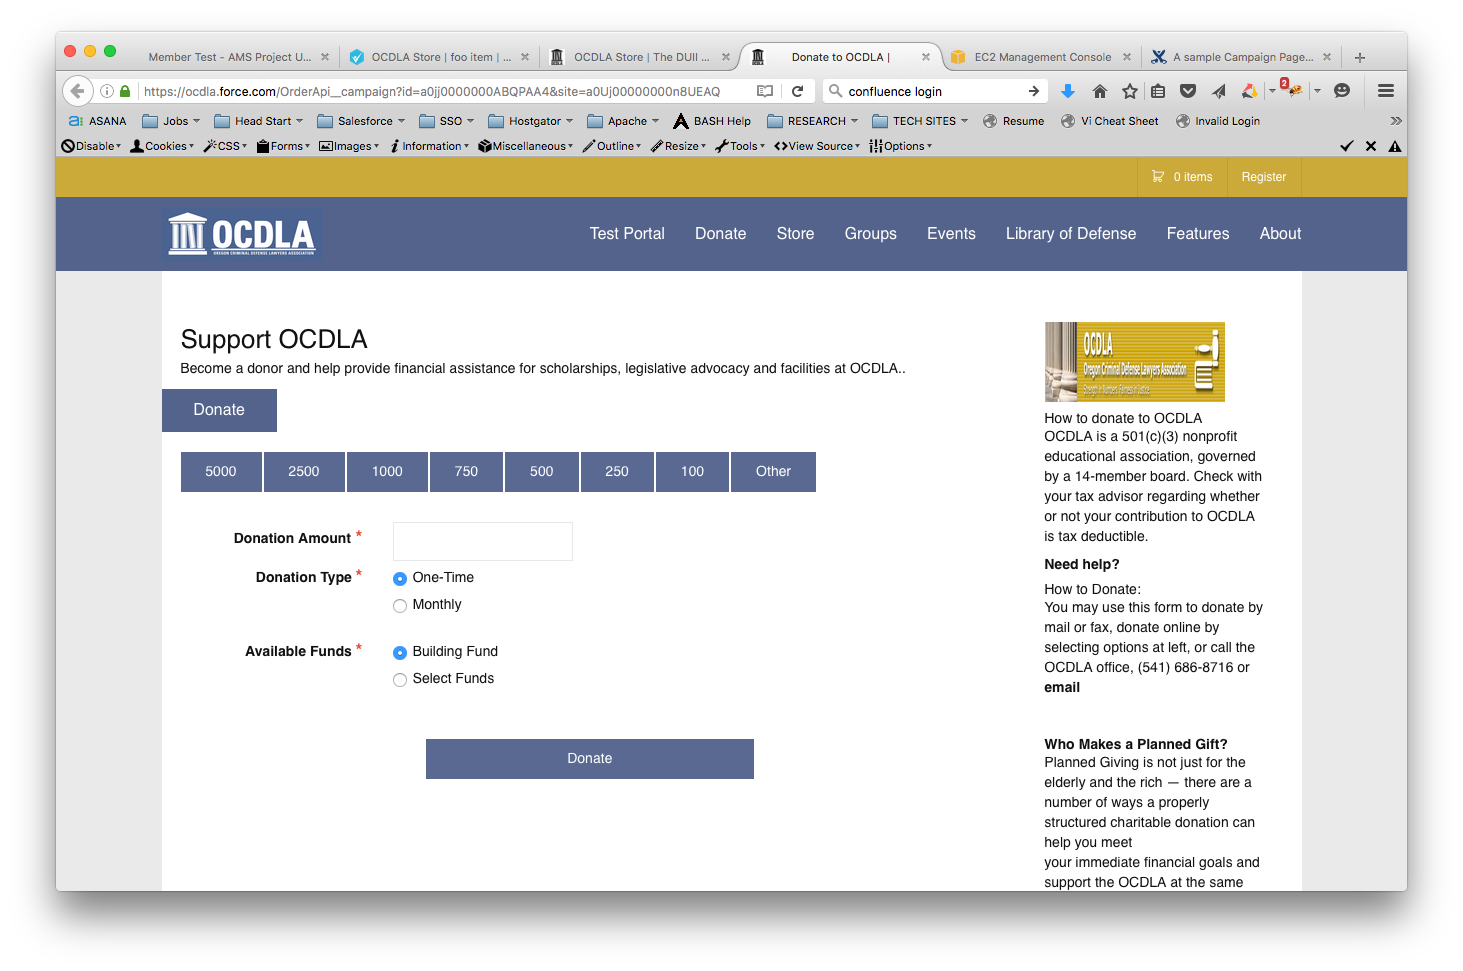 Member Test - AMS Project U...
OCDLA Store | foo item | ...
OCDLA Store | The DUII ...
Donate to OCDLA |
EC2 Management Console
A sample Campaign Page...
https://ocdla.force.com/OrderApi__campaign?id=a0jj0000000ABQPAA4&site=a0Uj00000000n8UEAQ
confluence login
2
ASANA Jobs Head Start Salesforce SSO Hostgator Apache BASH Help RESEARCH TECH SITES Resume Vi Cheat Sheet Invalid Login
Disable Cookies CSS Forms Images Information Miscellaneous Outline Resize Tools View Source Options
0 items Register
OCDLA
OREGON CRIMINAL DEFENSE LAWYERS ASSOCIATION
Test Portal Donate Store Groups Events Library of Defense Features About
Support OCDLA
Become a donor and help provide financial assistance for scholarships, legislative advocacy and facilities at OCDLA..
Donate
5000 2500 1000 750 500 250 100 Other
Donation Amount *
Donation Type * One-Time
Monthly
Available Funds * Building Fund
Select Funds
Donate
OCDLA
Oregon Criminal Defense Lawyers Association
Strength in Numbers. Fairness in Justice.
How to donate to OCDLA
OCDLA is a 501(c)(3) nonprofit
educational association, governed
by a 14-member board. Check with
your tax advisor regarding whether
or not your contribution to OCDLA
is tax deductible.
Need help?
How to Donate:
You may use this form to donate by
mail or fax, donate online by
selecting options at left, or call the
OCDLA office, (541) 686-8716 or
email
Who Makes a Planned Gift?
Planned Giving is not just for the
elderly and the rich — there are a
number of ways a properly
structured charitable donation can
help you meet
your immediate financial goals and
support the OCDLA at the same